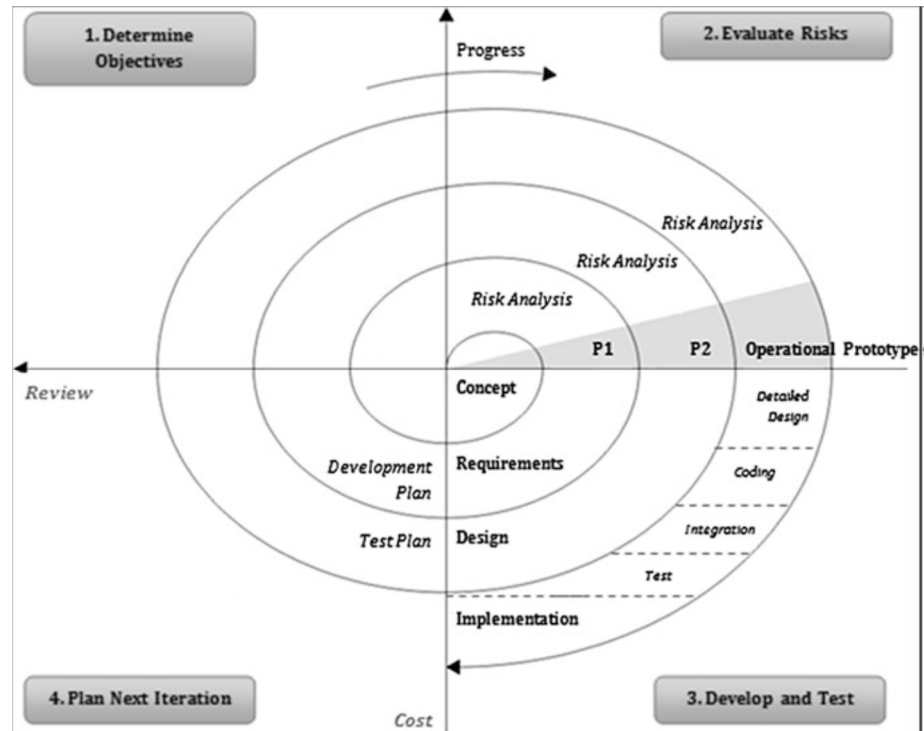 1. Determine
Objectives
2. Evaluate Risks
Progress
Risk Analysis
Risk Analysis
Risk Analysis
P1
P2
Operational Prototype
Review
Concept
Detailed
Design
Development
Plan
Requirements
Coding
Test Plan
Design
Integration
Test
Implementation
4. Plan Next Iteration
3. Develop and Test
Cost